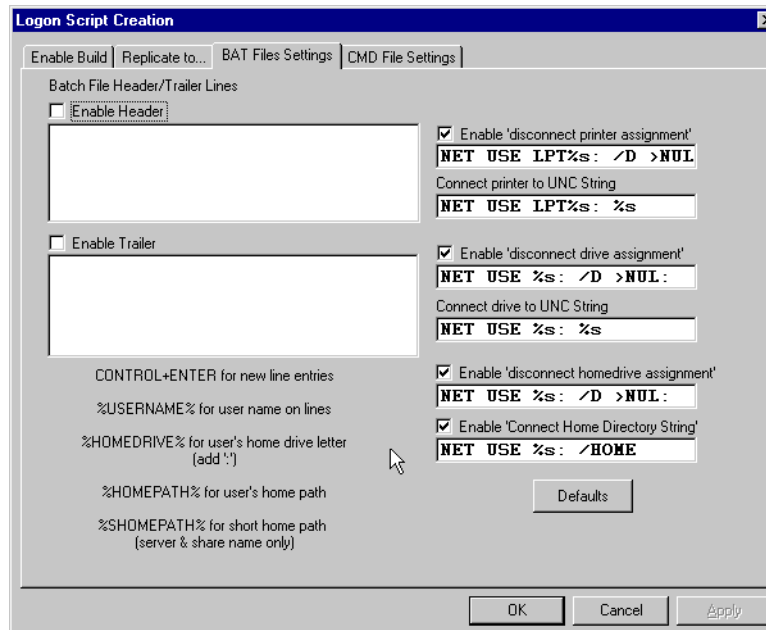 Logon Script Creation
Enable Build
Replicate to...
BAT Files Settings
CMD File Settings
Batch File Header/Trailer Lines
Enable Header
Enable Trailer
CONTROL+ENTER for new line entries
%USERNAME% for user name on lines
%HOMEDRIVE% for user's home drive letter
(add ':')
%HOMEPATH% for user's home path
%SHOMEPATH% for short home path
(server & share name only)
Enable 'disconnect printer assignment'
NET USE LPT%s: /D >NUL
Connect printer to UNC String
NET USE LPT%s: %s
Enable 'disconnect drive assignment'
NET USE %s: /D >NUL:
Connect drive to UNC String
NET USE %s: %s
Enable 'disconnect homedrive assignment'
NET USE %s: /D >NUL:
Enable 'Connect Home Directory String'
NET USE %s: /HOME
Defaults
OK
Cancel
Apply